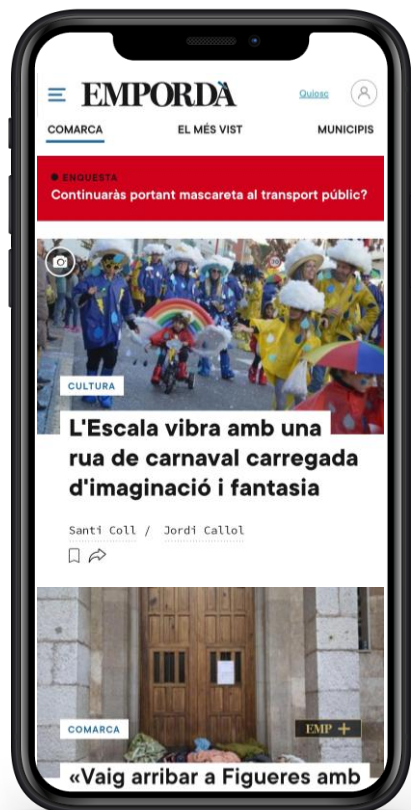 EMPORDÀ
Quiosc
COMARCA EL MÉS VIST MUNICIPIS
ENQUESTA
Continuaràs portant mascareta al transport públic?
CULTURA
L'Escala vibra amb una
rua de carnaval carregada
d'imaginació i fantasia
Santi Coll / Jordi Callol
COMARCA
EMP +
«Vaig arribar a Figueres amb